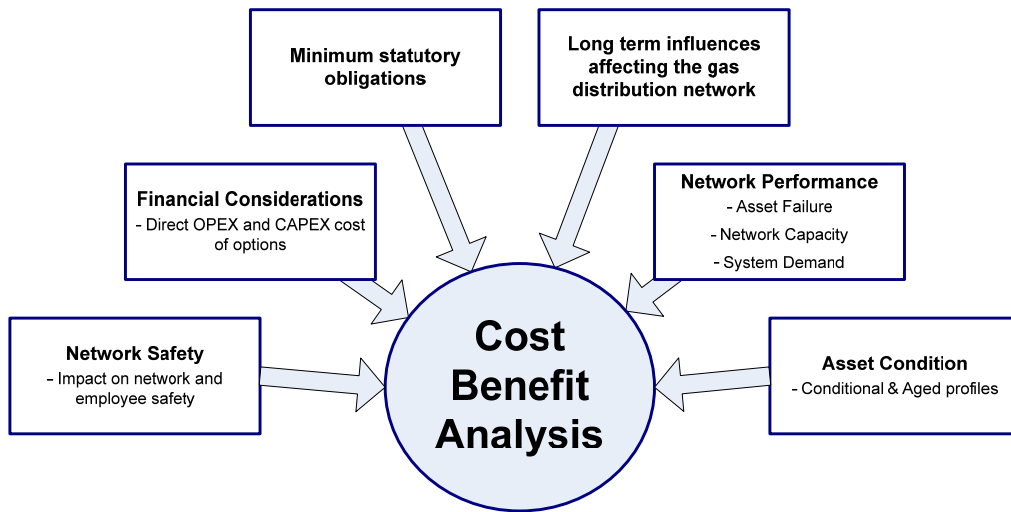 Minimum statutory
obligations
Long term influences
affecting the gas
distribution network
Financial Considerations
– Direct OPEX and CAPEX cost
of options
Network Performance
– Asset Failure
– Network Capacity
– System Demand
Network Safety
– Impact on network and
employee safety
Cost
Benefit
Analysis
Asset Condition
– Conditional & Aged profiles